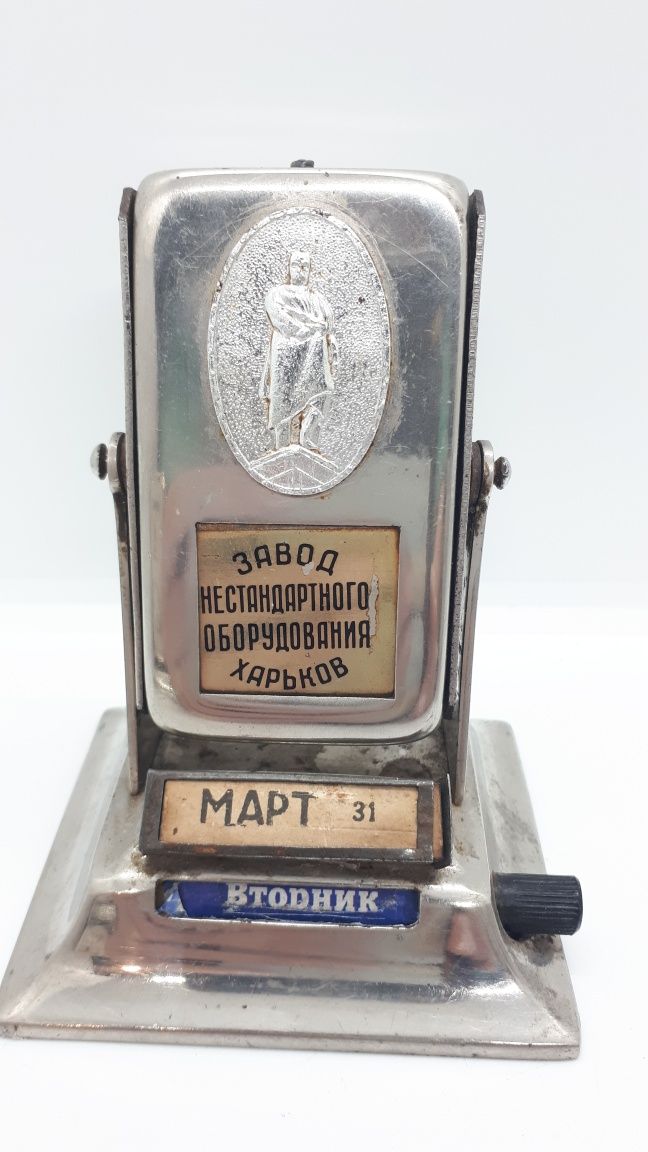 ЗАВОД
НЕСТАНДАРТНОГО
ОБОРУДОВАНИЯ
ХАРЬКОВ
МАРТ 31
Вторник